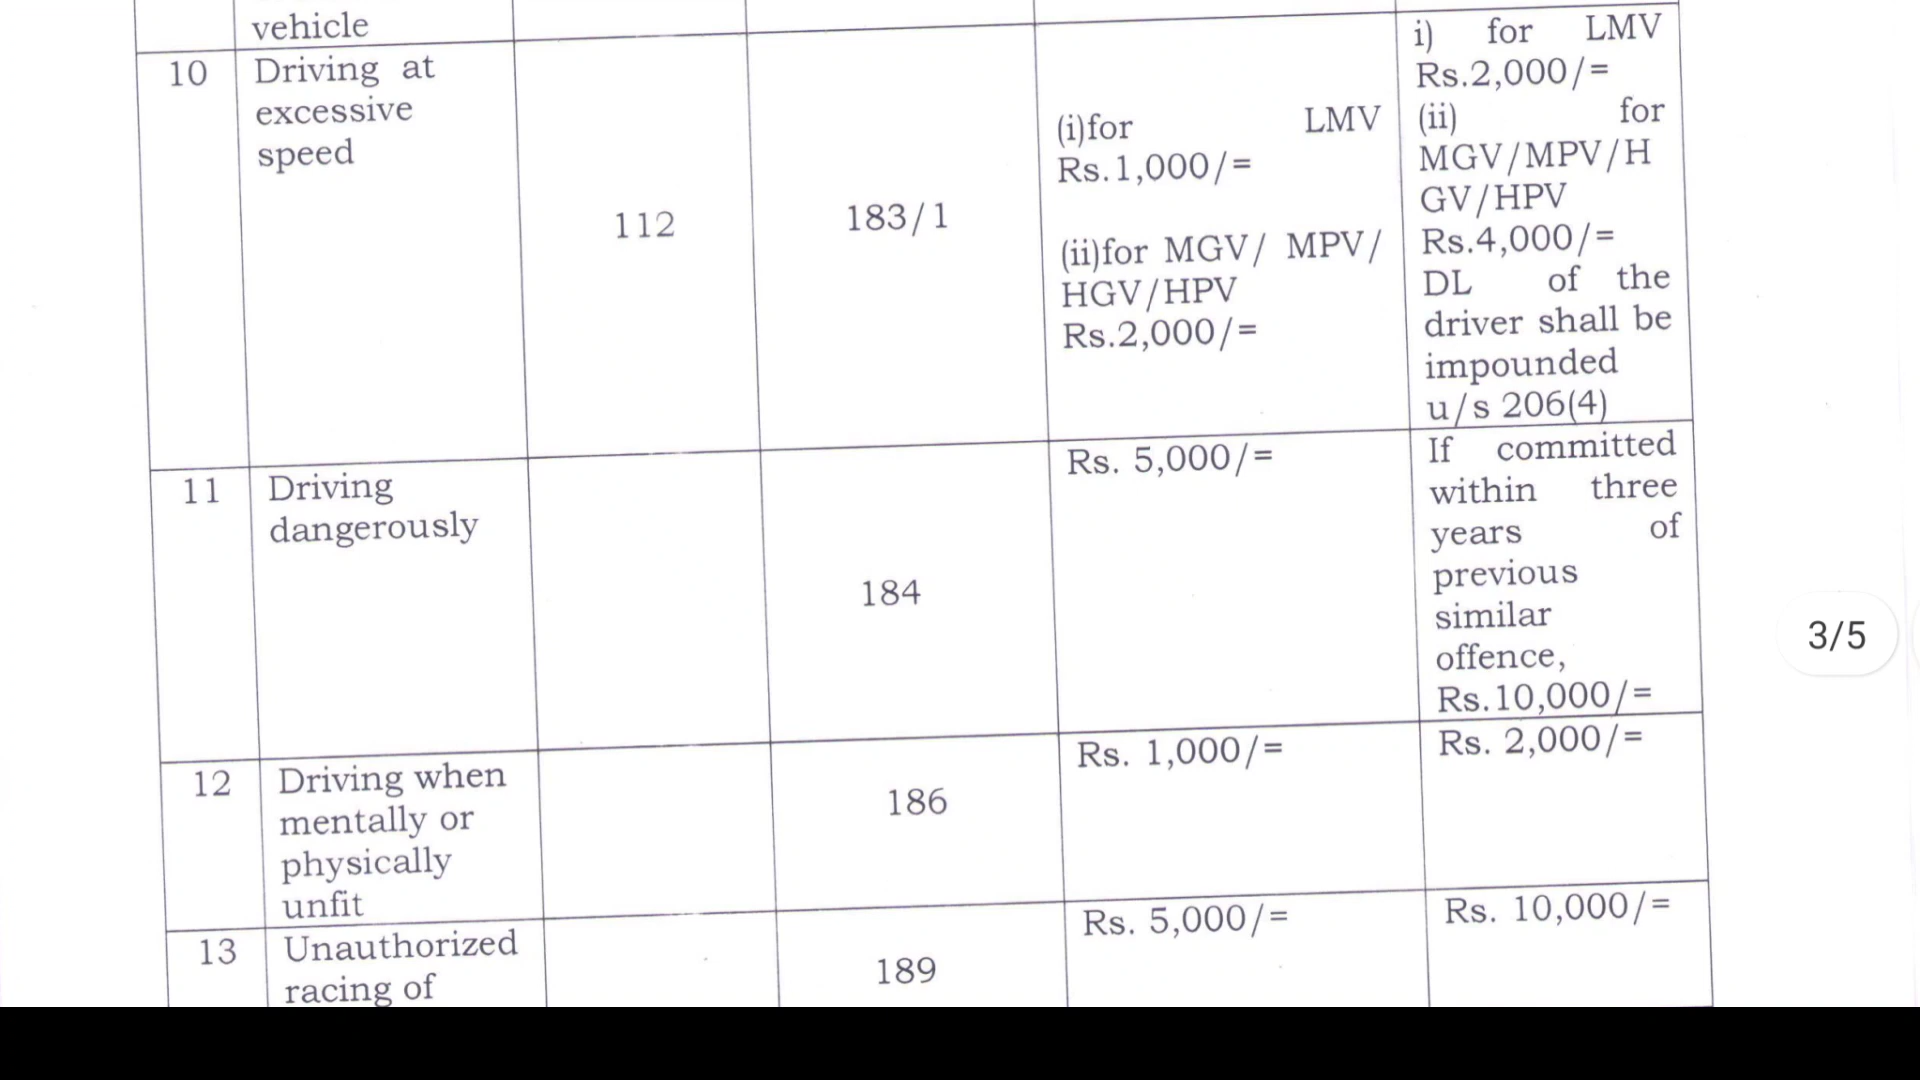 vehicle
10
Driving at
excessive
speed
112
183/1
(i)for LMV
Rs.1,000/=
(ii)for MGV/ MPV/
HGV/HPV
Rs.2,000/=
i) for LMV
Rs.2,000/=
(ii) for
MGV/MPV/H
GV/HPV
Rs.4,000/=
DL of the
driver shall be
impounded
u/s 206(4)
11
Driving
dangerously
184
Rs. 5,000/=
If committed
within three
years of
previous
similar
offence,
Rs.10,000/=
12
Driving when
mentally or
physically
unfit
186
Rs. 1,000/=
Rs. 2,000/=
13
Unauthorized
racing of
189
Rs. 5,000/=
Rs. 10,000/=
3/5